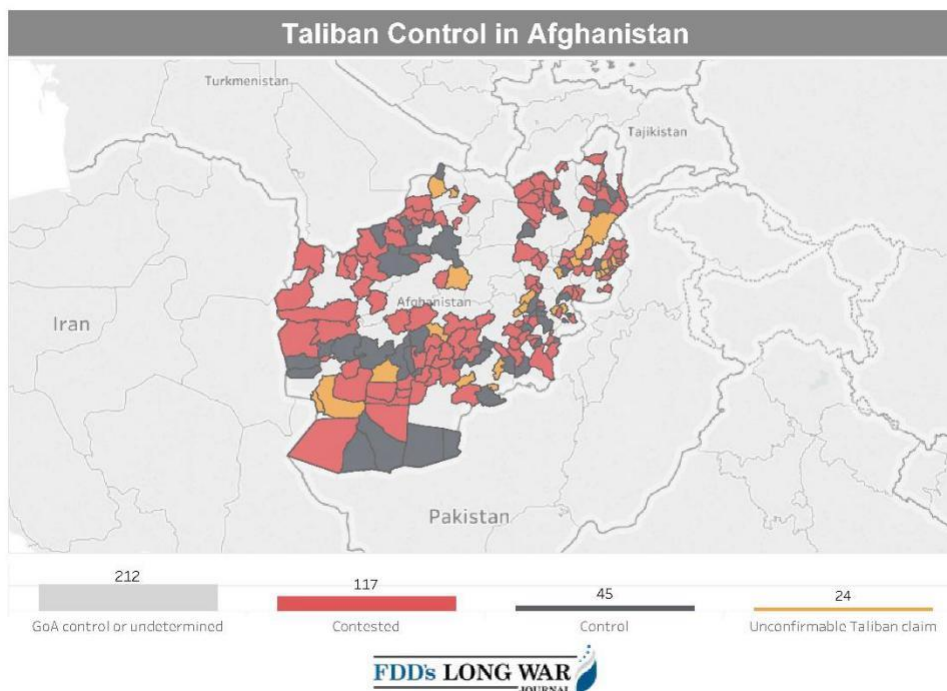 Taliban Control in Afghanistan
Turkmenistan
Tajikistan
Afghanistan
Iran
Pakistan
212
117
45
24
GoA control or undetermined
Contested
Control
Unconfirmable Taliban claim
FDD's LONG WAR
JOURNAL